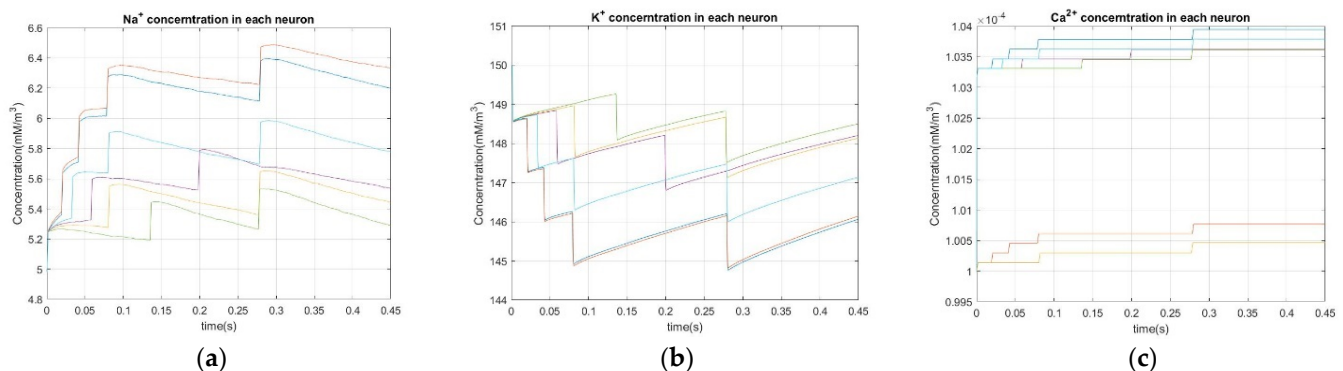 Na+ concerntration in each neuron
6.6
6.4
6.2
6
5.8
5.6
5.4
5.2
5
4.8
Concerntration(mM/m3)
0 0.05 0.1 0.15 0.2 0.25 0.3 0.35 0.4 0.45
time(s)
(a)
K+ concerntration in each neuron
151
150
149
148
147
146
145
144
Concerntration(mM/m3)
0 0.05 0.1 0.15 0.2 0.25 0.3 0.35 0.4 0.45
time(s)
(b)
Ca2+ concerntration in each neuron
×10-4
1.04
1.035
1.03
1.025
1.02
1.015
1.01
1.005
1
0.995
Concerntration(mM/m3)
0 0.05 0.1 0.15 0.2 0.25 0.3 0.35 0.4 0.45
time(s)
(c)